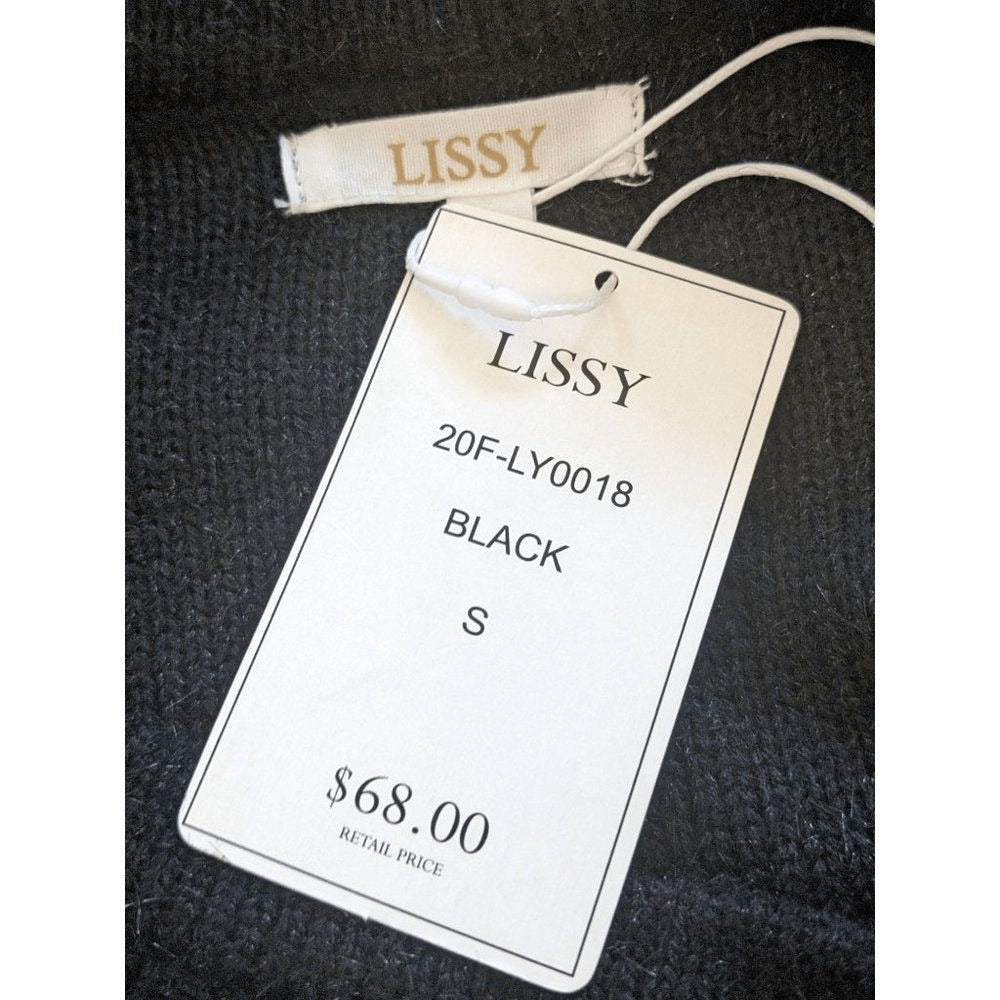 LISSY
LISSY
20F-LY0018
BLACK
S
$68.00
RETAIL PRICE